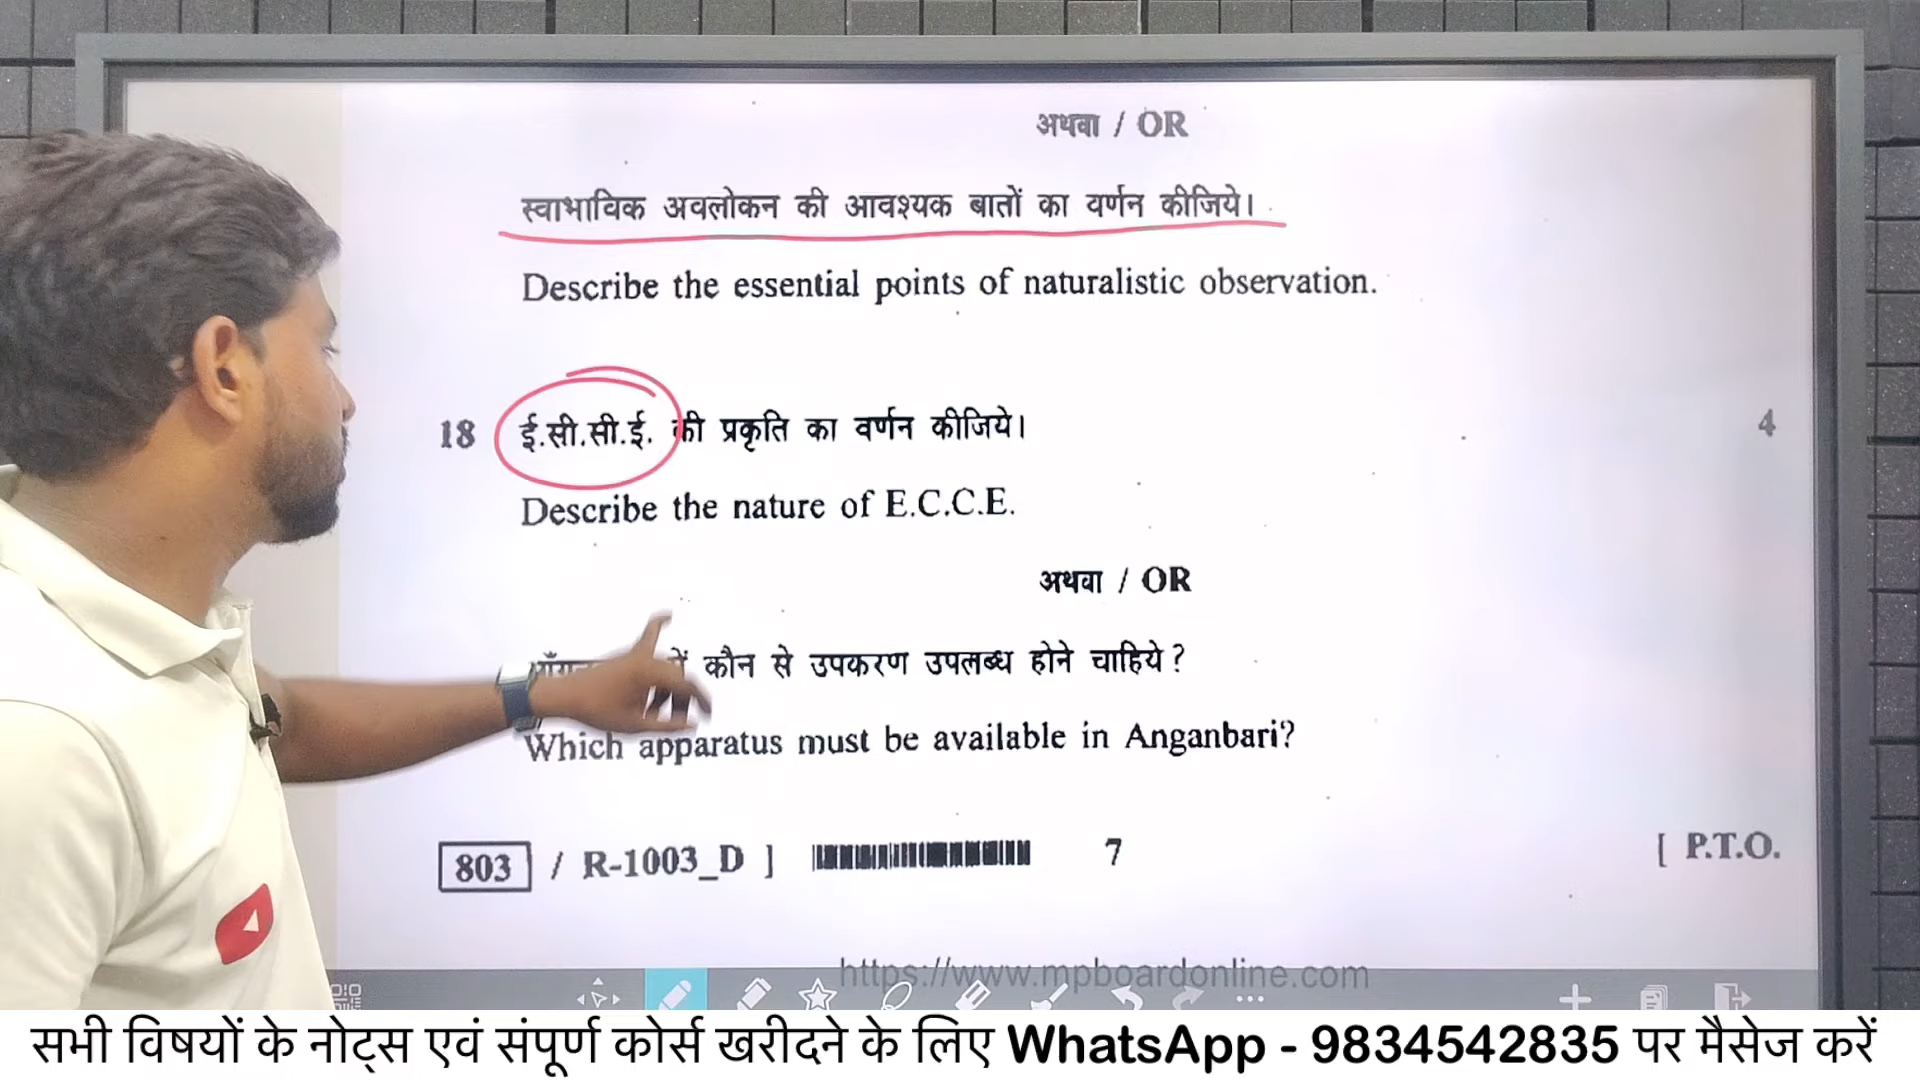 अथवा / OR
स्वाभाविक अवलोकन की आवश्यक बातों का वर्णन कीजिये।
Describe the essential points of naturalistic observation.
18 ई.सी.सी.ई. की प्रकृति का वर्णन कीजिये। 4
Describe the nature of E.C.C.E.
अथवा / OR
में कौन से उपकरण उपलब्ध होने चाहिये ?
Which apparatus must be available in Anganbari?
803 / R-1003_D ] 7 [ P.T.O.
https://www.mpboardonline.com
सभी विषयों के नोट्स एवं संपूर्ण कोर्स खरीदने के लिए WhatsApp - 9834542835 पर मैसेज करें